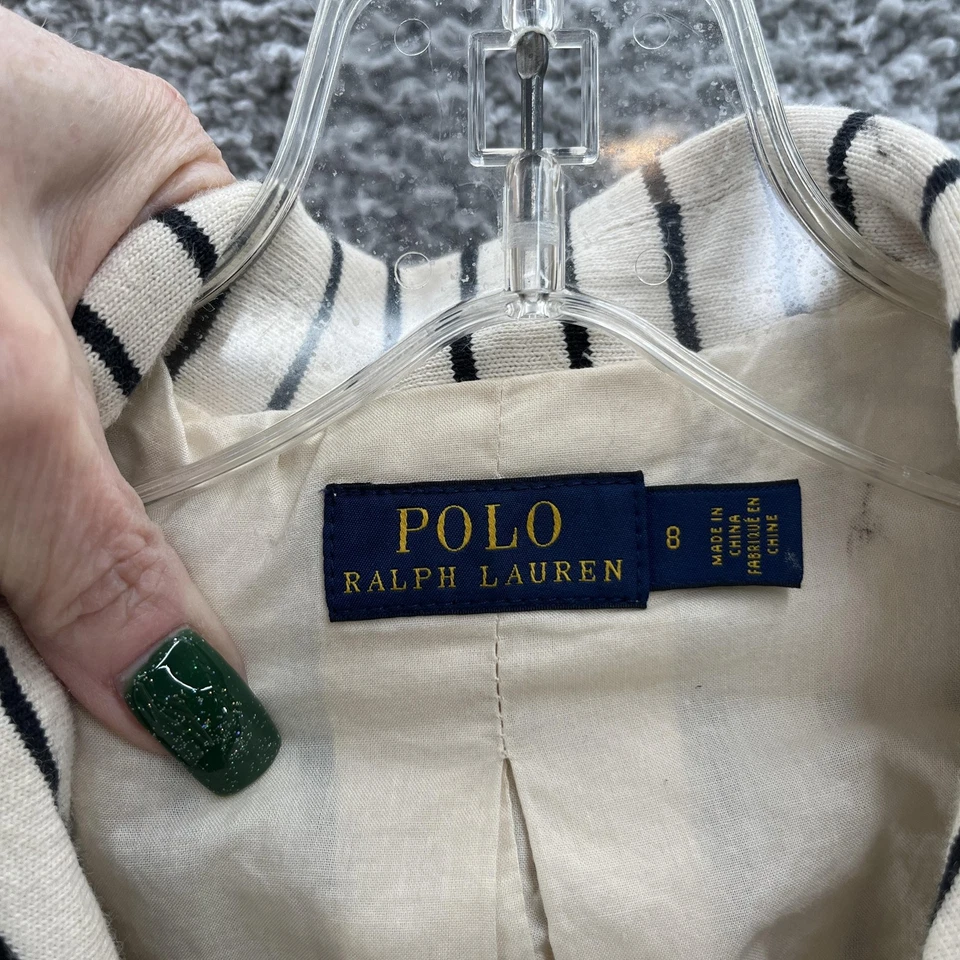 POLO
RALPH LAUREN
8
MADE IN
CHINA
FABRIQUÉ EN
CHINE